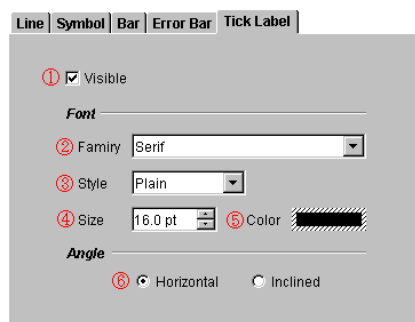 Line Symbol Bar Error Bar Tick Label
① Visible
Font
② Famiry Serif
③ Style Plain
④ Size 16.0 pt ⑤ Color
Angle
⑥ Horizontal Inclined